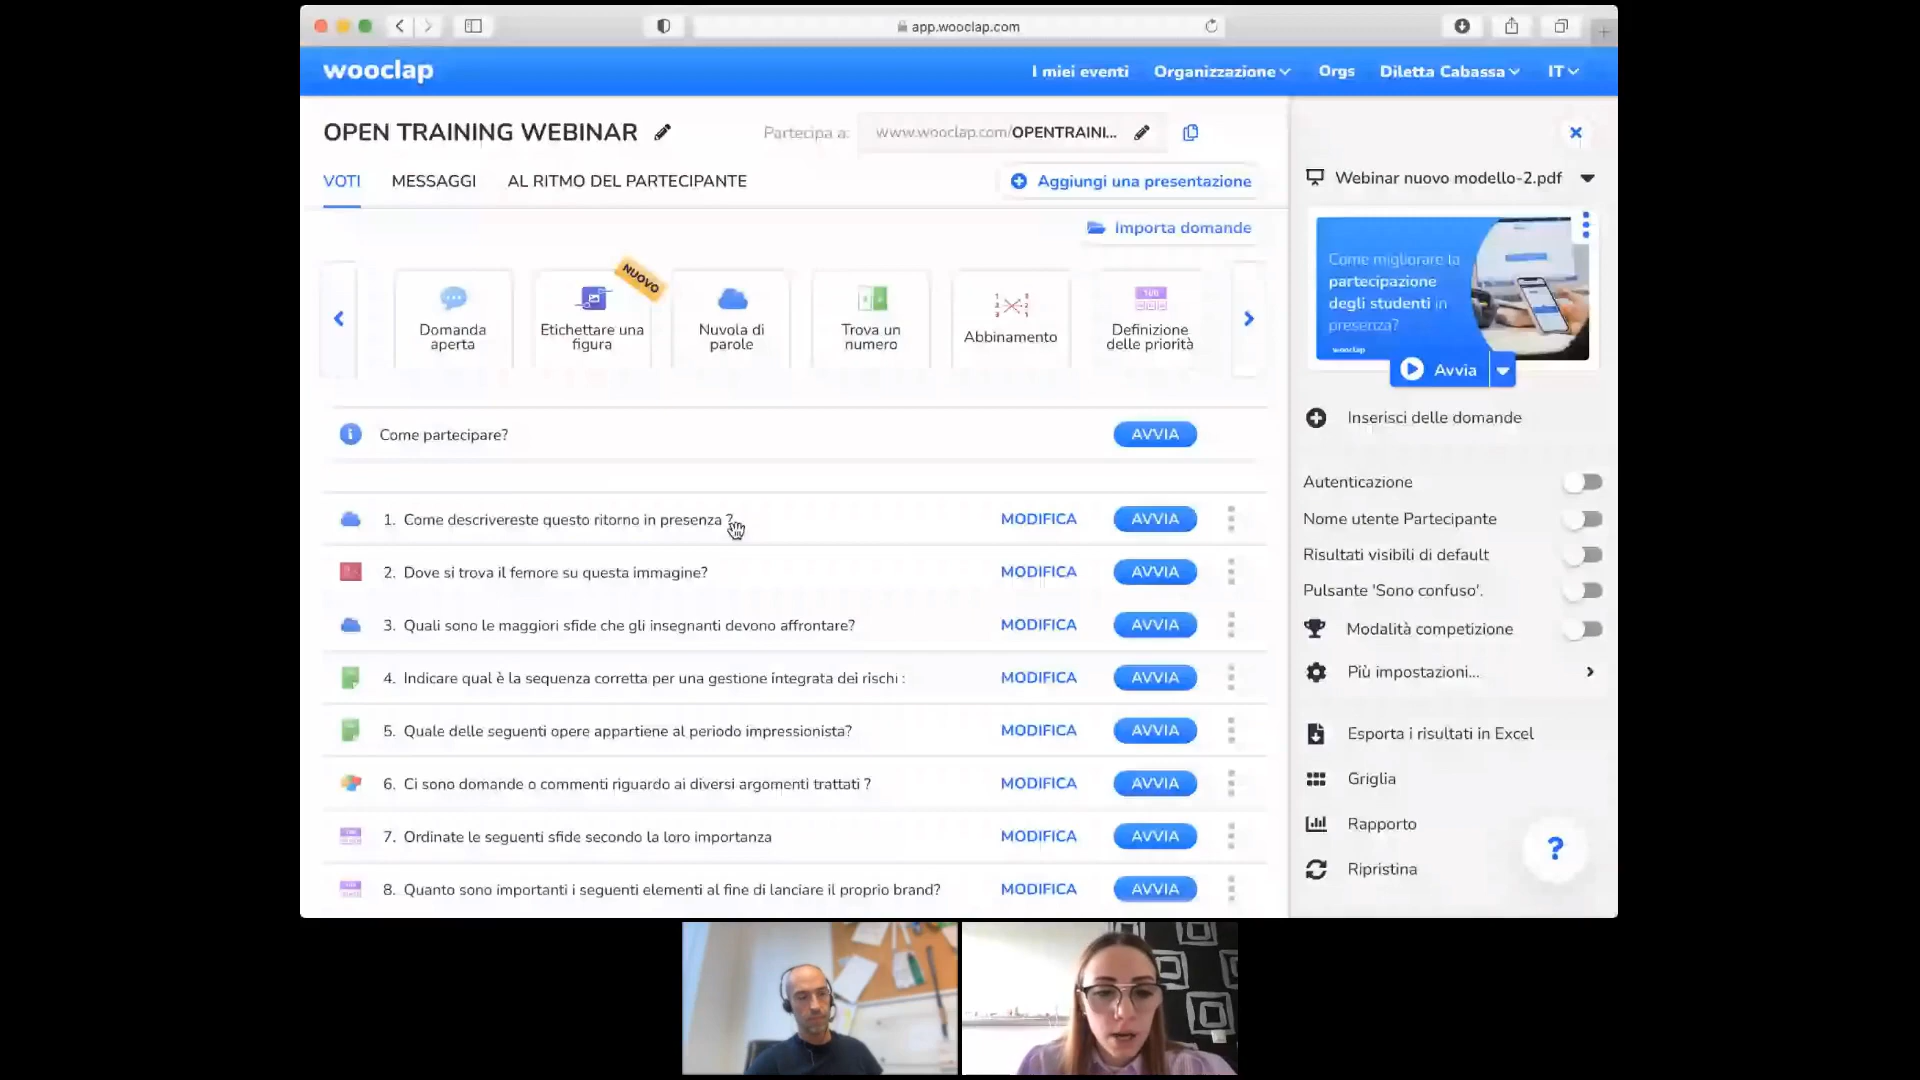 app.wooclap.com
wooclap
I miei eventi
Organizzazione
Orgs
Diletta Cabassa
IT
OPEN TRAINING WEBINAR
Partecipa a:
www.wooclap.com/OPENTRAINI...
VOTI
MESSAGGI
AL RITMO DEL PARTECIPANTE
Aggiungi una presentazione
Importa domande
Domanda
aperta
NUOVO
Etichettare una
figura
Nuvola di
parole
Trova un
numero
Abbinamento
Definizione
delle priorità
Come partecipare?
AVVIA
1. Come descrivereste questo ritorno in presenza ?
MODIFICA
AVVIA
2. Dove si trova il femore su questa immagine?
MODIFICA
AVVIA
3. Quali sono le maggiori sfide che gli insegnanti devono affrontare?
MODIFICA
AVVIA
4. Indicare qual è la sequenza corretta per una gestione integrata dei rischi :
MODIFICA
AVVIA
5. Quale delle seguenti opere appartiene al periodo impressionista?
MODIFICA
AVVIA
6. Ci sono domande o commenti riguardo ai diversi argomenti trattati ?
MODIFICA
AVVIA
7. Ordinate le seguenti sfide secondo la loro importanza
MODIFICA
AVVIA
8. Quanto sono importanti i seguenti elementi al fine di lanciare il proprio brand?
MODIFICA
AVVIA
Webinar nuovo modello-2.pdf
Come migliorare la
partecipazione
degli studenti in
presenza?
wooclap
Avvia
Inserisci delle domande
Autenticazione
Nome utente Partecipante
Risultati visibili di default
Pulsante 'Sono confuso'.
Modalità competizione
Più impostazioni...
Esporta i risultati in Excel
Griglia
Rapporto
Ripristina
?